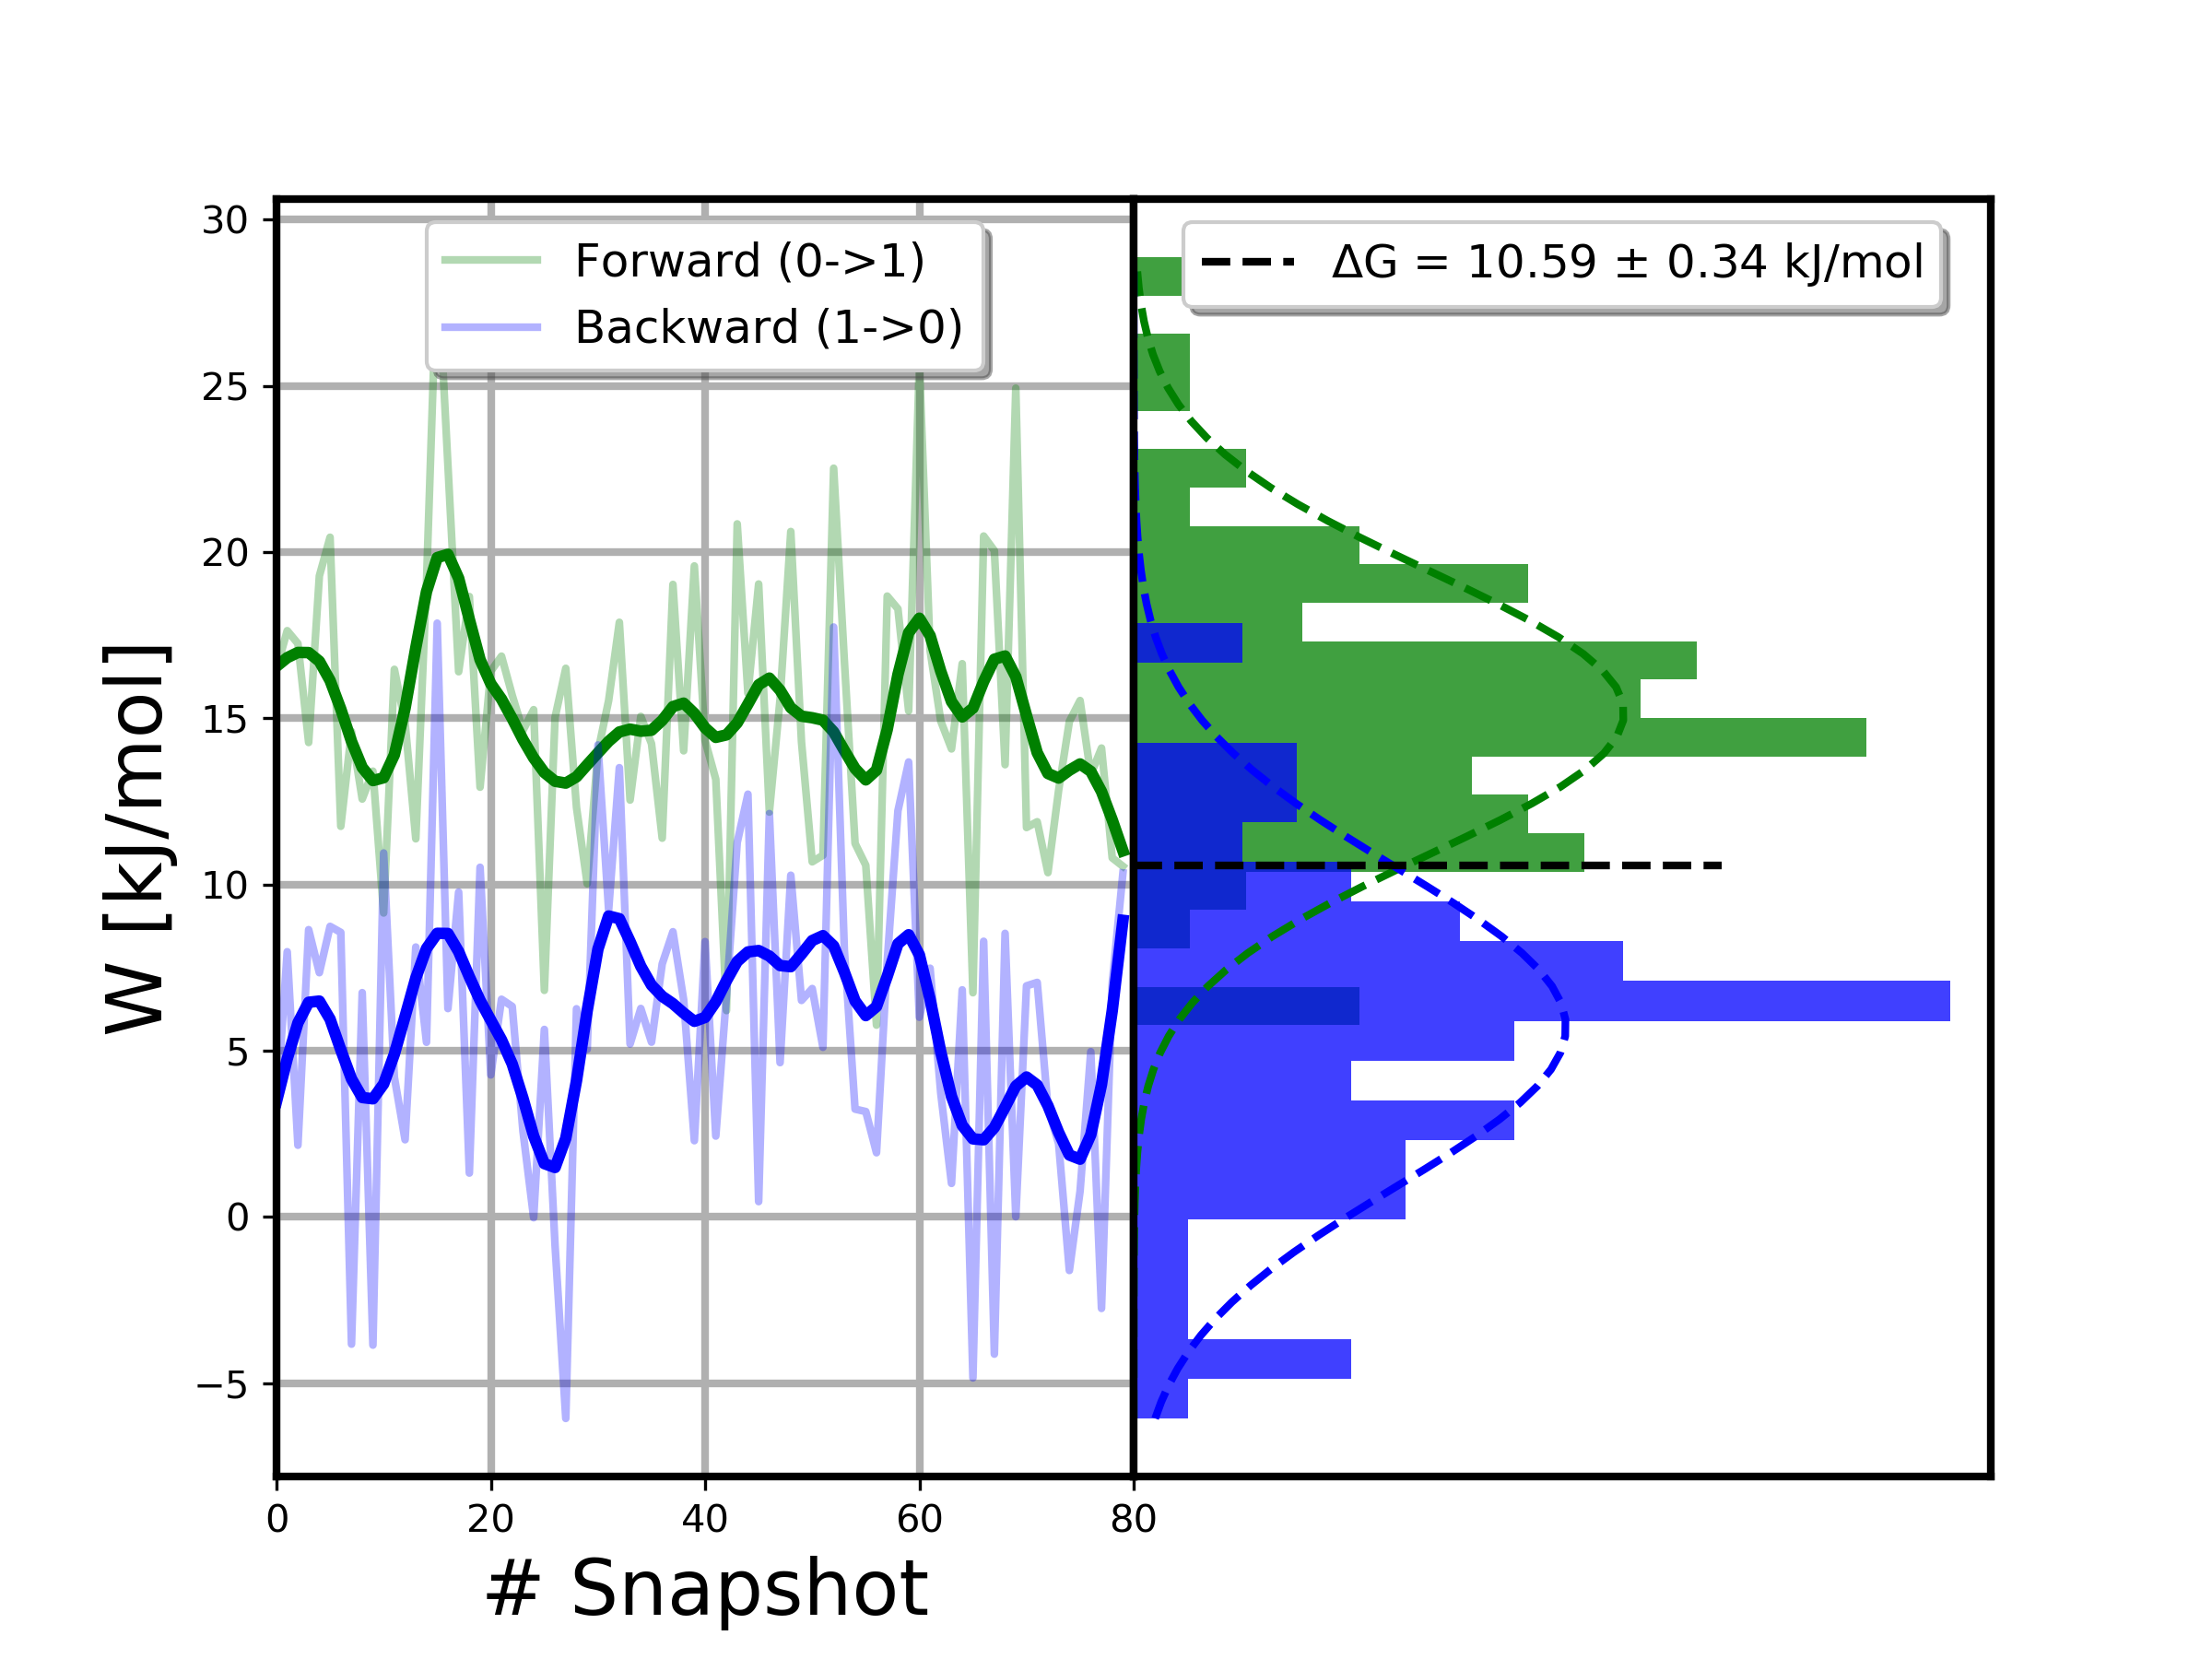 Forward (0->1)
Backward (1->0)
ΔG = 10.59 ± 0.34 kJ/mol
W [kJ/mol]
30
25
20
15
10
5
0
−5
0 20 40 60 80
# Snapshot